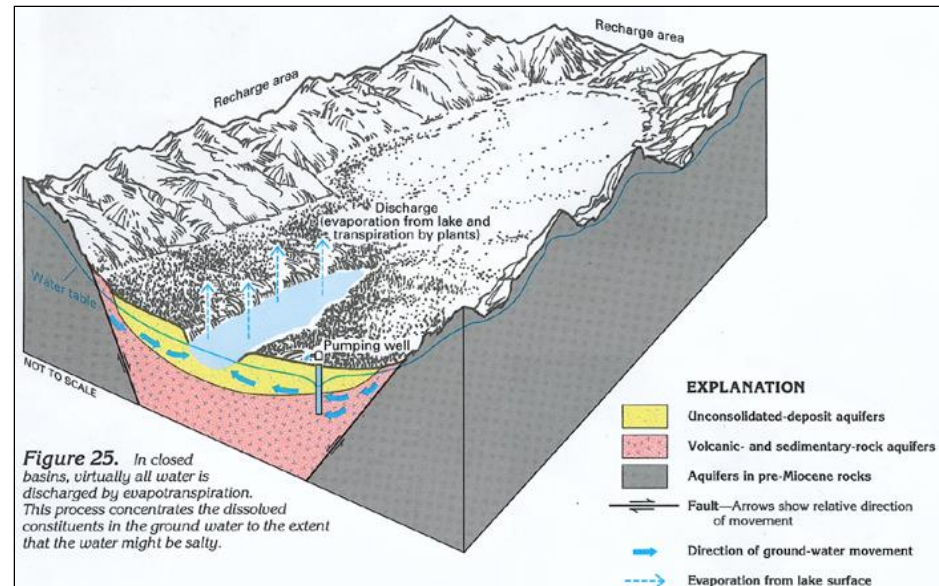 Recharge area
Recharge area
Discharge
(evaporation from lake and
transpiration by plants)
Water table
Pumping well
NOT TO SCALE
Figure 25. In closed
basins, virtually all water is
discharged by evapotranspiration.
This process concentrates the dissolved
constituents in the ground water to the extent
that the water might be salty.
EXPLANATION
Unconsolidated-deposit aquifers
Volcanic- and sedimentary-rock aquifers
Aquifers in pre-Miocene rocks
Fault—Arrows show relative direction
of movement
Direction of ground-water movement
Evaporation from lake surface